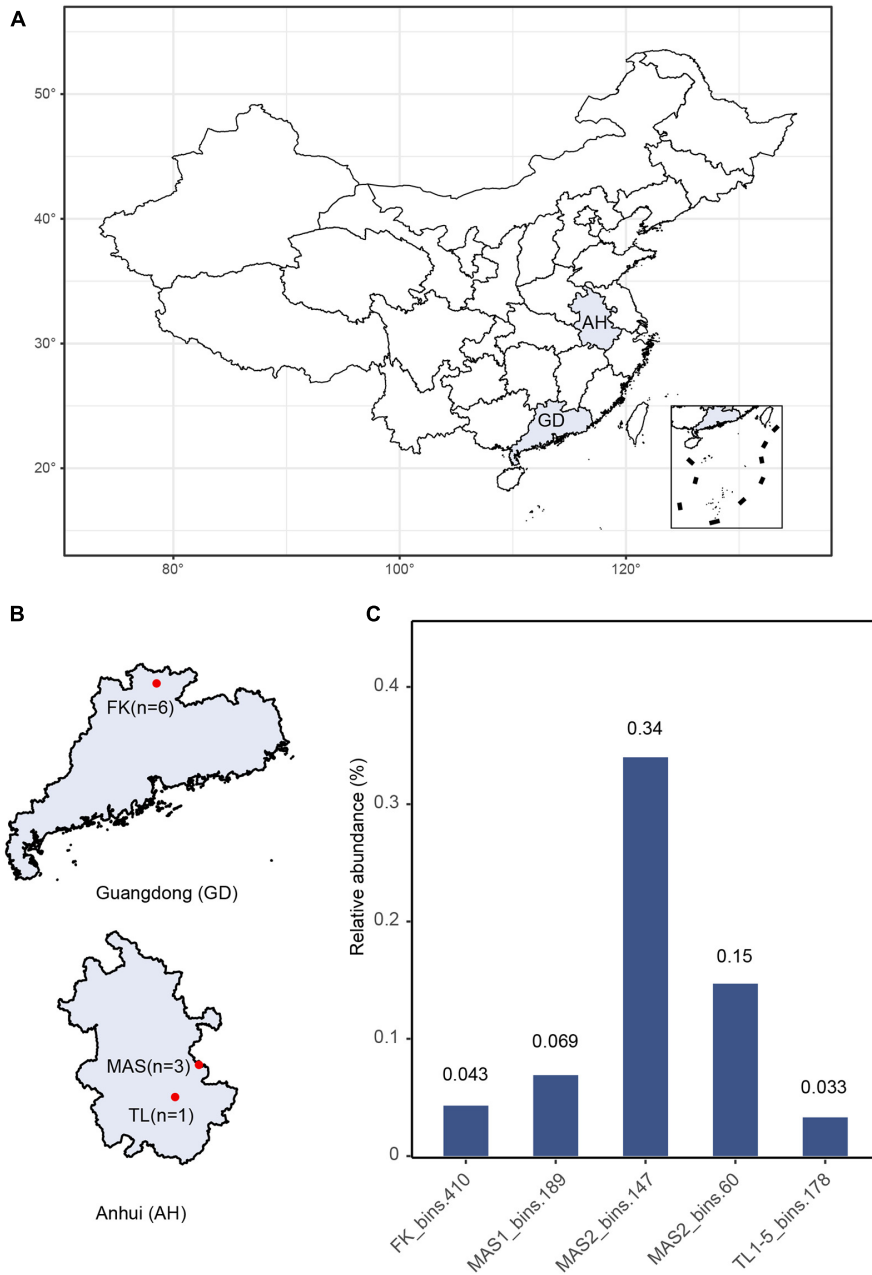 A
50°
40°
30°
20°
AH
GD
80°
100°
120°
B
FK(n=6)
Guangdong (GD)
MAS(n=3)
TL(n=1)
Anhui (AH)
C
Relative abundance (%)
0.4
0.3
0.2
0.1
0
0.043
0.069
0.34
0.15
0.033
FK_bins.410
MAS1_bins.189
MAS2_bins.147
MAS2_bins.60
TL1-5_bins.178